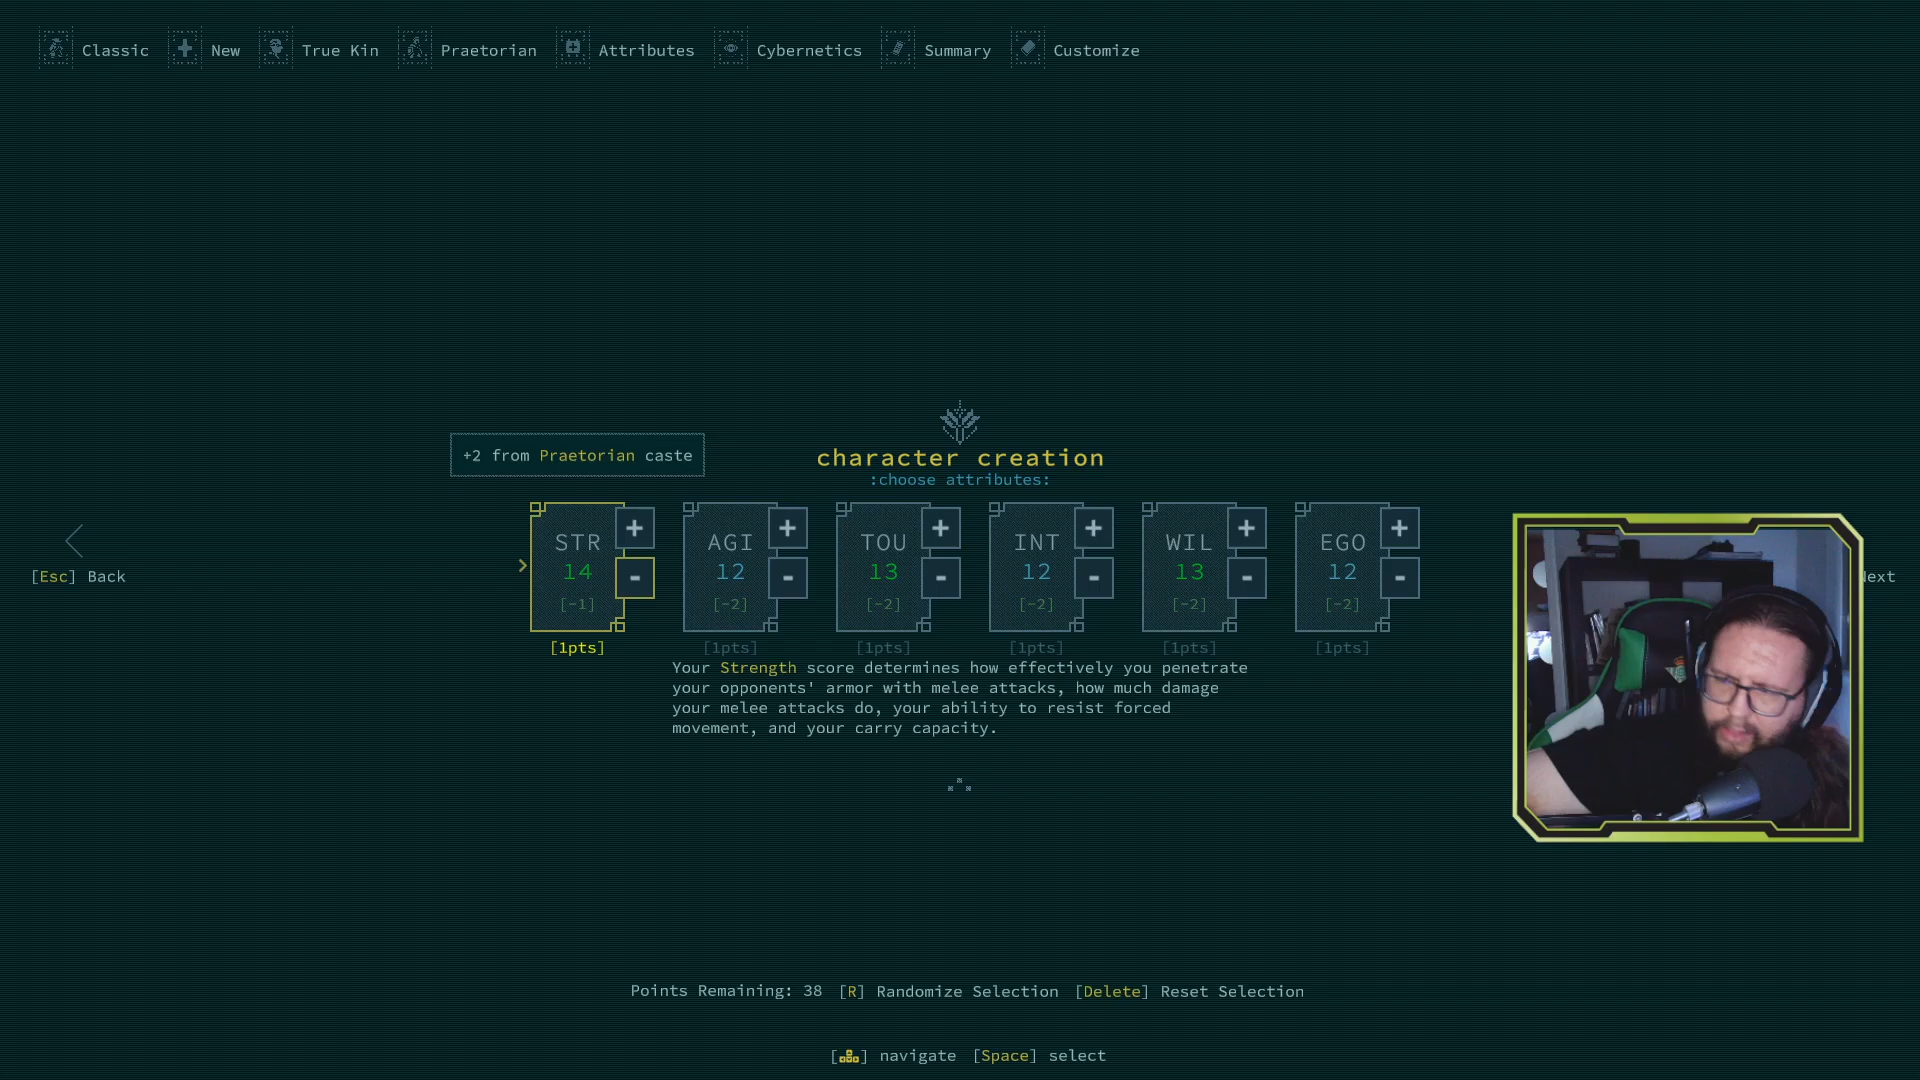 Classic New True Kin Praetorian Attributes Cybernetics Summary Customize
+2 from Praetorian caste
character creation
:choose attributes:
STR AGI TOU INT WIL EGO
14 12 13 12 13 12
[-1] [-2] [-2] [-2] [-2] [-2]
[1pts] [1pts] [1pts] [1pts] [1pts] [1pts]
[Esc] Back
Next
Your Strength score determines how effectively you penetrate
your opponents' armor with melee attacks, how much damage
your melee attacks do, your ability to resist forced
movement, and your carry capacity.
Points Remaining: 38 [R] Randomize Selection [Delete] Reset Selection
navigate [Space] select